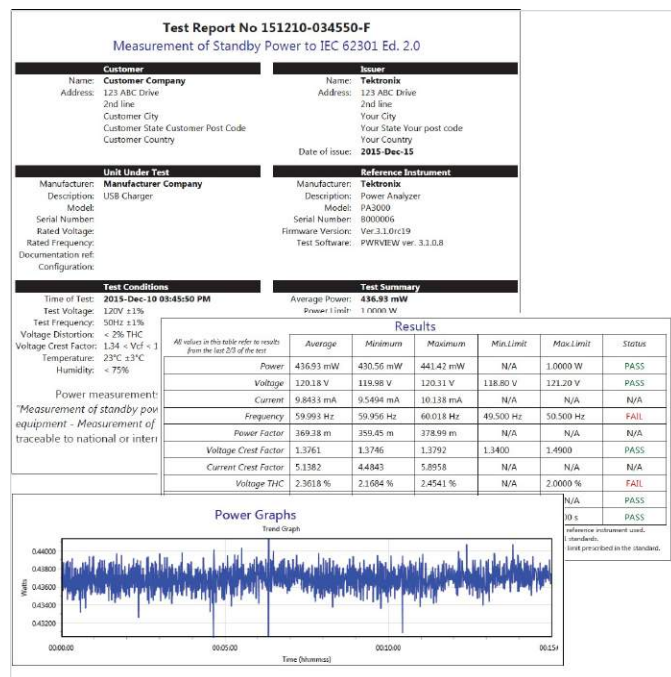 Test Report No 151210-034550-F
Measurement of Standby Power to IEC 62301 Ed. 2.0
Customer
Name: Customer Company
Address: 123 ABC Drive
2nd line
Customer City
Customer State Customer Post Code
Customer Country
Issuer
Name: Tektronix
Address: 123 ABC Drive
2nd line
Your City
Your State Your post code
Your Country
Date of issue: 2015-Dec-15
Unit Under Test
Manufacturer: Manufacturer Company
Description: USB Charger
Model:
Serial Number:
Rated Voltage:
Rated Frequency:
Documentation ref:
Configuration:
Reference Instrument
Manufacturer: Tektronix
Description: Power Analyzer
Model: PA3000
Serial Number: B000006
Firmware Version: Ver.3.1.0rc19
Test Software: PWRVIEW ver. 3.1.0.8
Test Conditions
Time of Test: 2015-Dec-10 03:45:50 PM
Test Voltage: 120V ±1%
Test Frequency: 50Hz ±1%
Voltage Distortion: < 2% THC
Voltage Crest Factor: 1.34 < Vcf < 1
Temperature: 23°C ±3°C
Humidity: < 75%
Test Summary
Average Power: 436.93 mW
Power Limit: 1.0000 W
Power measurement
"Measurement of standby pow
equipment - Measurement of
traceable to national or inter
Results
All values in this table refer to results from the last 2/3 of the test Average Minimum Maximum Min.Limit Max.Limit Status
Power 436.93 mW 430.56 mW 441.42 mW N/A 1.0000 W PASS
Voltage 120.18 V 119.98 V 120.31 V 118.80 V 121.20 V PASS
Current 9.8433 mA 9.5494 mA 10.138 mA N/A N/A N/A
Frequency 59.993 Hz 59.956 Hz 60.018 Hz 49.500 Hz 50.500 Hz FAIL
Power Factor 369.38 m 359.45 m 378.99 m N/A N/A N/A
Voltage Crest Factor 1.3761 1.3746 1.3792 1.3400 1.4900 PASS
Current Crest Factor 5.1382 4.4843 5.8958 N/A N/A N/A
Voltage THC 2.3618 % 2.1684 % 2.4541 % N/A 2.0000 % FAIL
N/A PASS
00 s PASS
reference instrument used.
standards.
limit prescribed in the standard.
Power Graphs
Trend Graph
Watts
0.44000
0.43800
0.43600
0.43400
0.43200
00:00:00 00:05:00 00:10:00 00:15:
Time (hh:mm:ss)